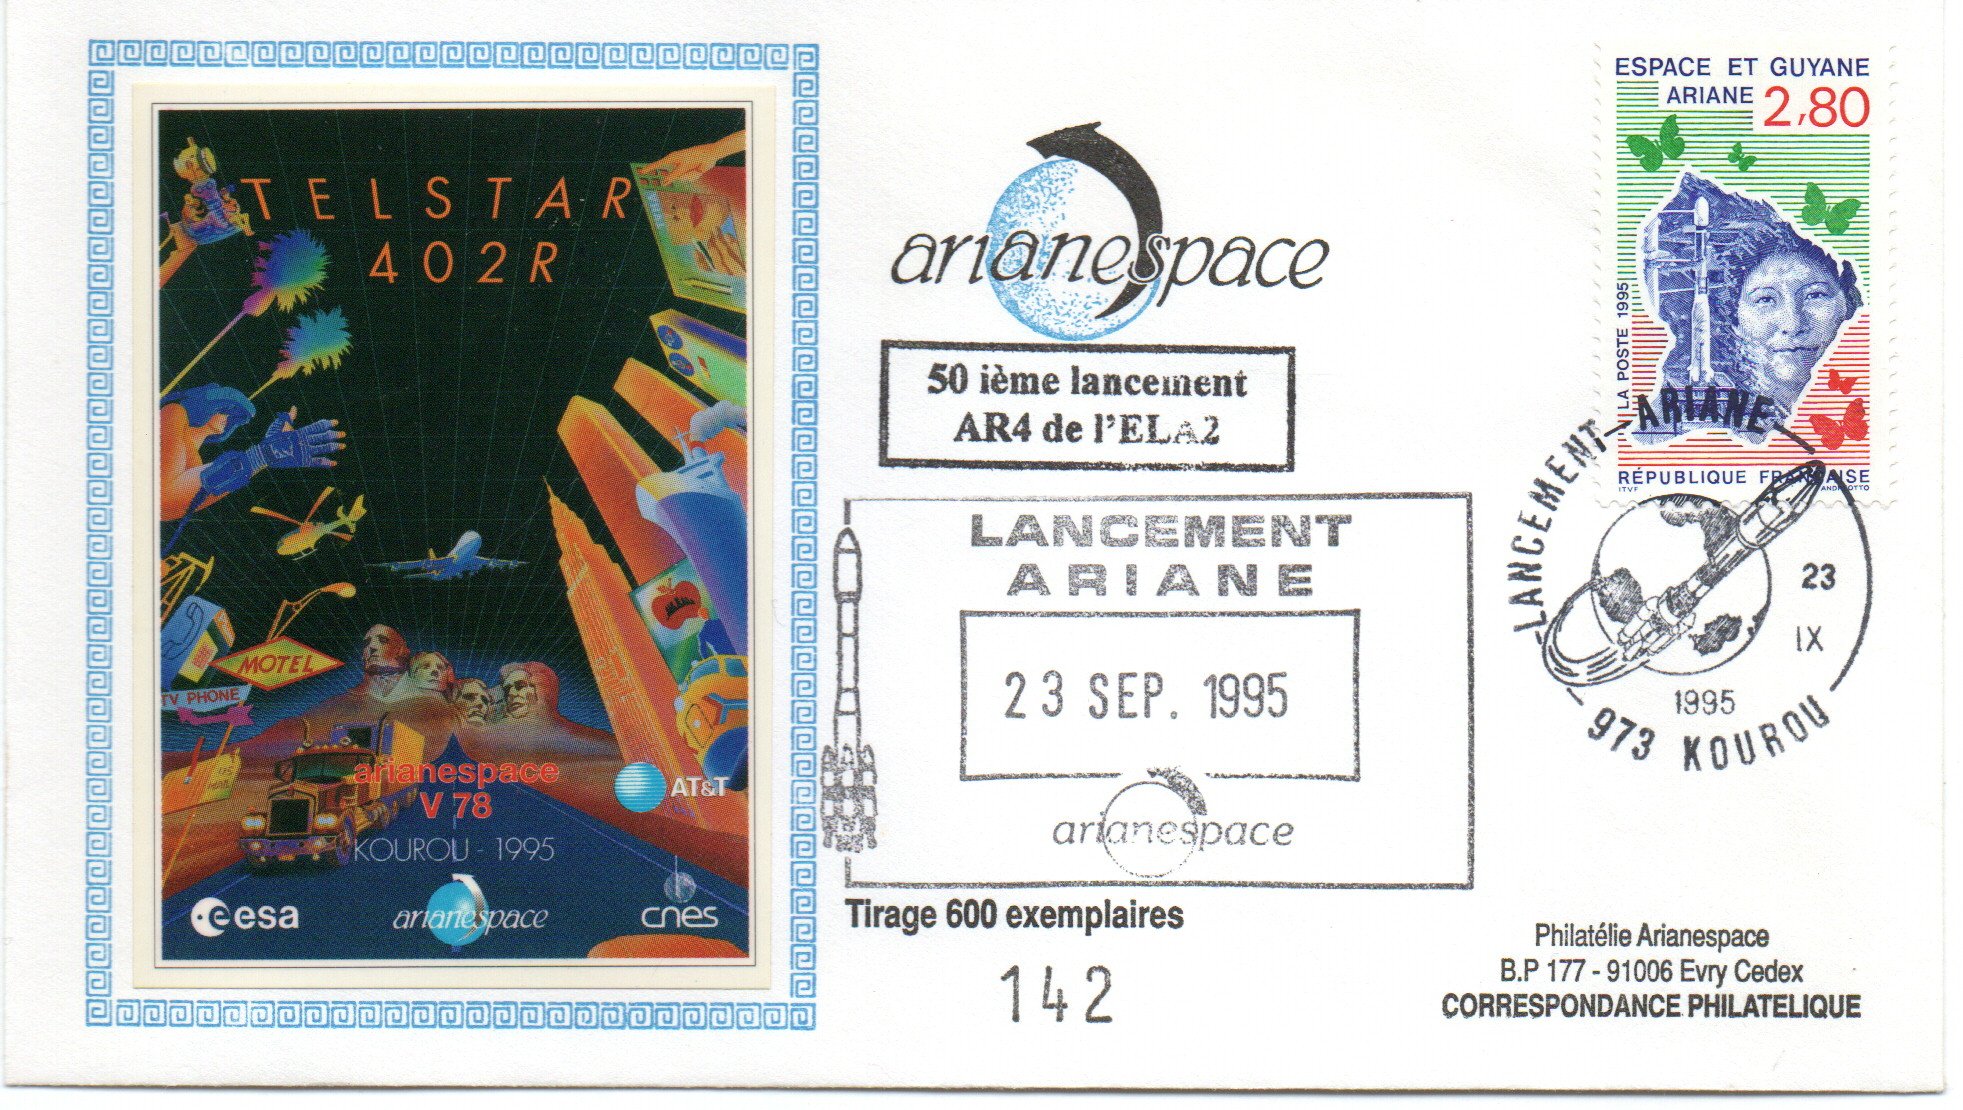 TELSTAR
402R
MOTEL
TV PHONE
arianespace
V 78
KOUROU - 1995
AT&T
esa
arianespace
cnes
arianespace
50 ième lancement
AR4 de l'ELA2
LANCEMENT
ARIANE
23 SEP. 1995
arianespace
Tirage 600 exemplaires
142
ESPACE ET GUYANE
ARIANE 2,80
LA POSTE 1995
RÉPUBLIQUE FRANÇAISE
ITVF ANDREOTTO
LANCEMENT ARIANE
23
IX
1995
973 KOUROU
Philatélie Arianespace
B.P 177 - 91006 Evry Cedex
CORRESPONDANCE PHILATELIQUE